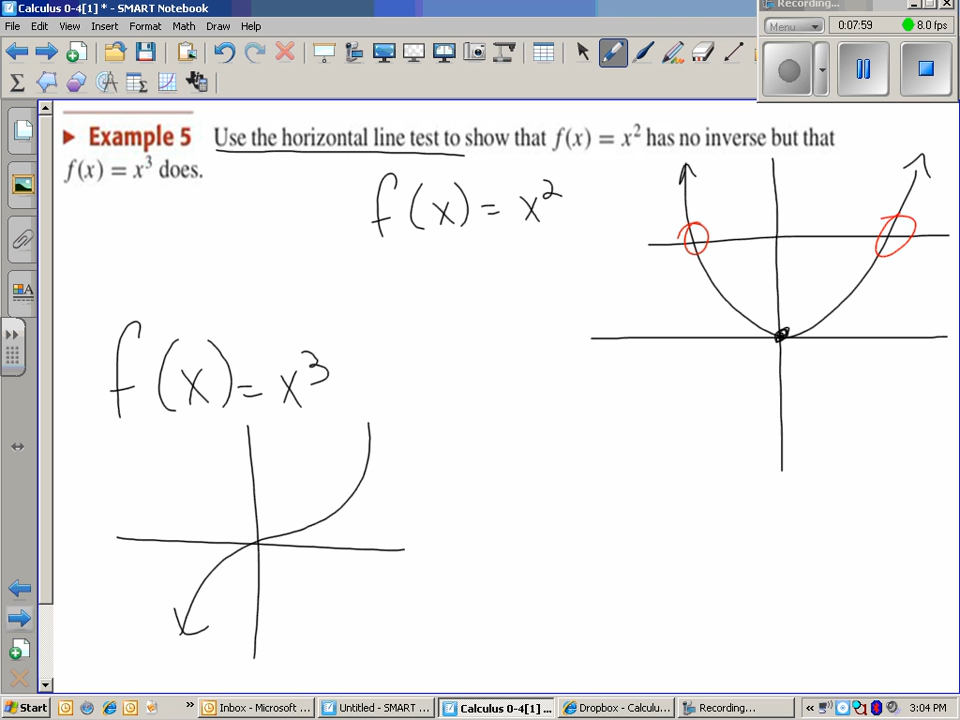 Calculus 0-4[1] * - SMART Notebook
Recording...
File Edit View Insert Format Math Draw Help
Menu 0:07:59 8.0 fps
Example 5 Use the horizontal line test to show that f(x) = x² has no inverse but that
f(x) = x³ does.
f(x) = x²
f(x) = x³
Start Inbox - Microsoft ... Untitled - SMART ... Calculus 0-4[1] ... Dropbox - Calculu... Recording... 3:04 PM